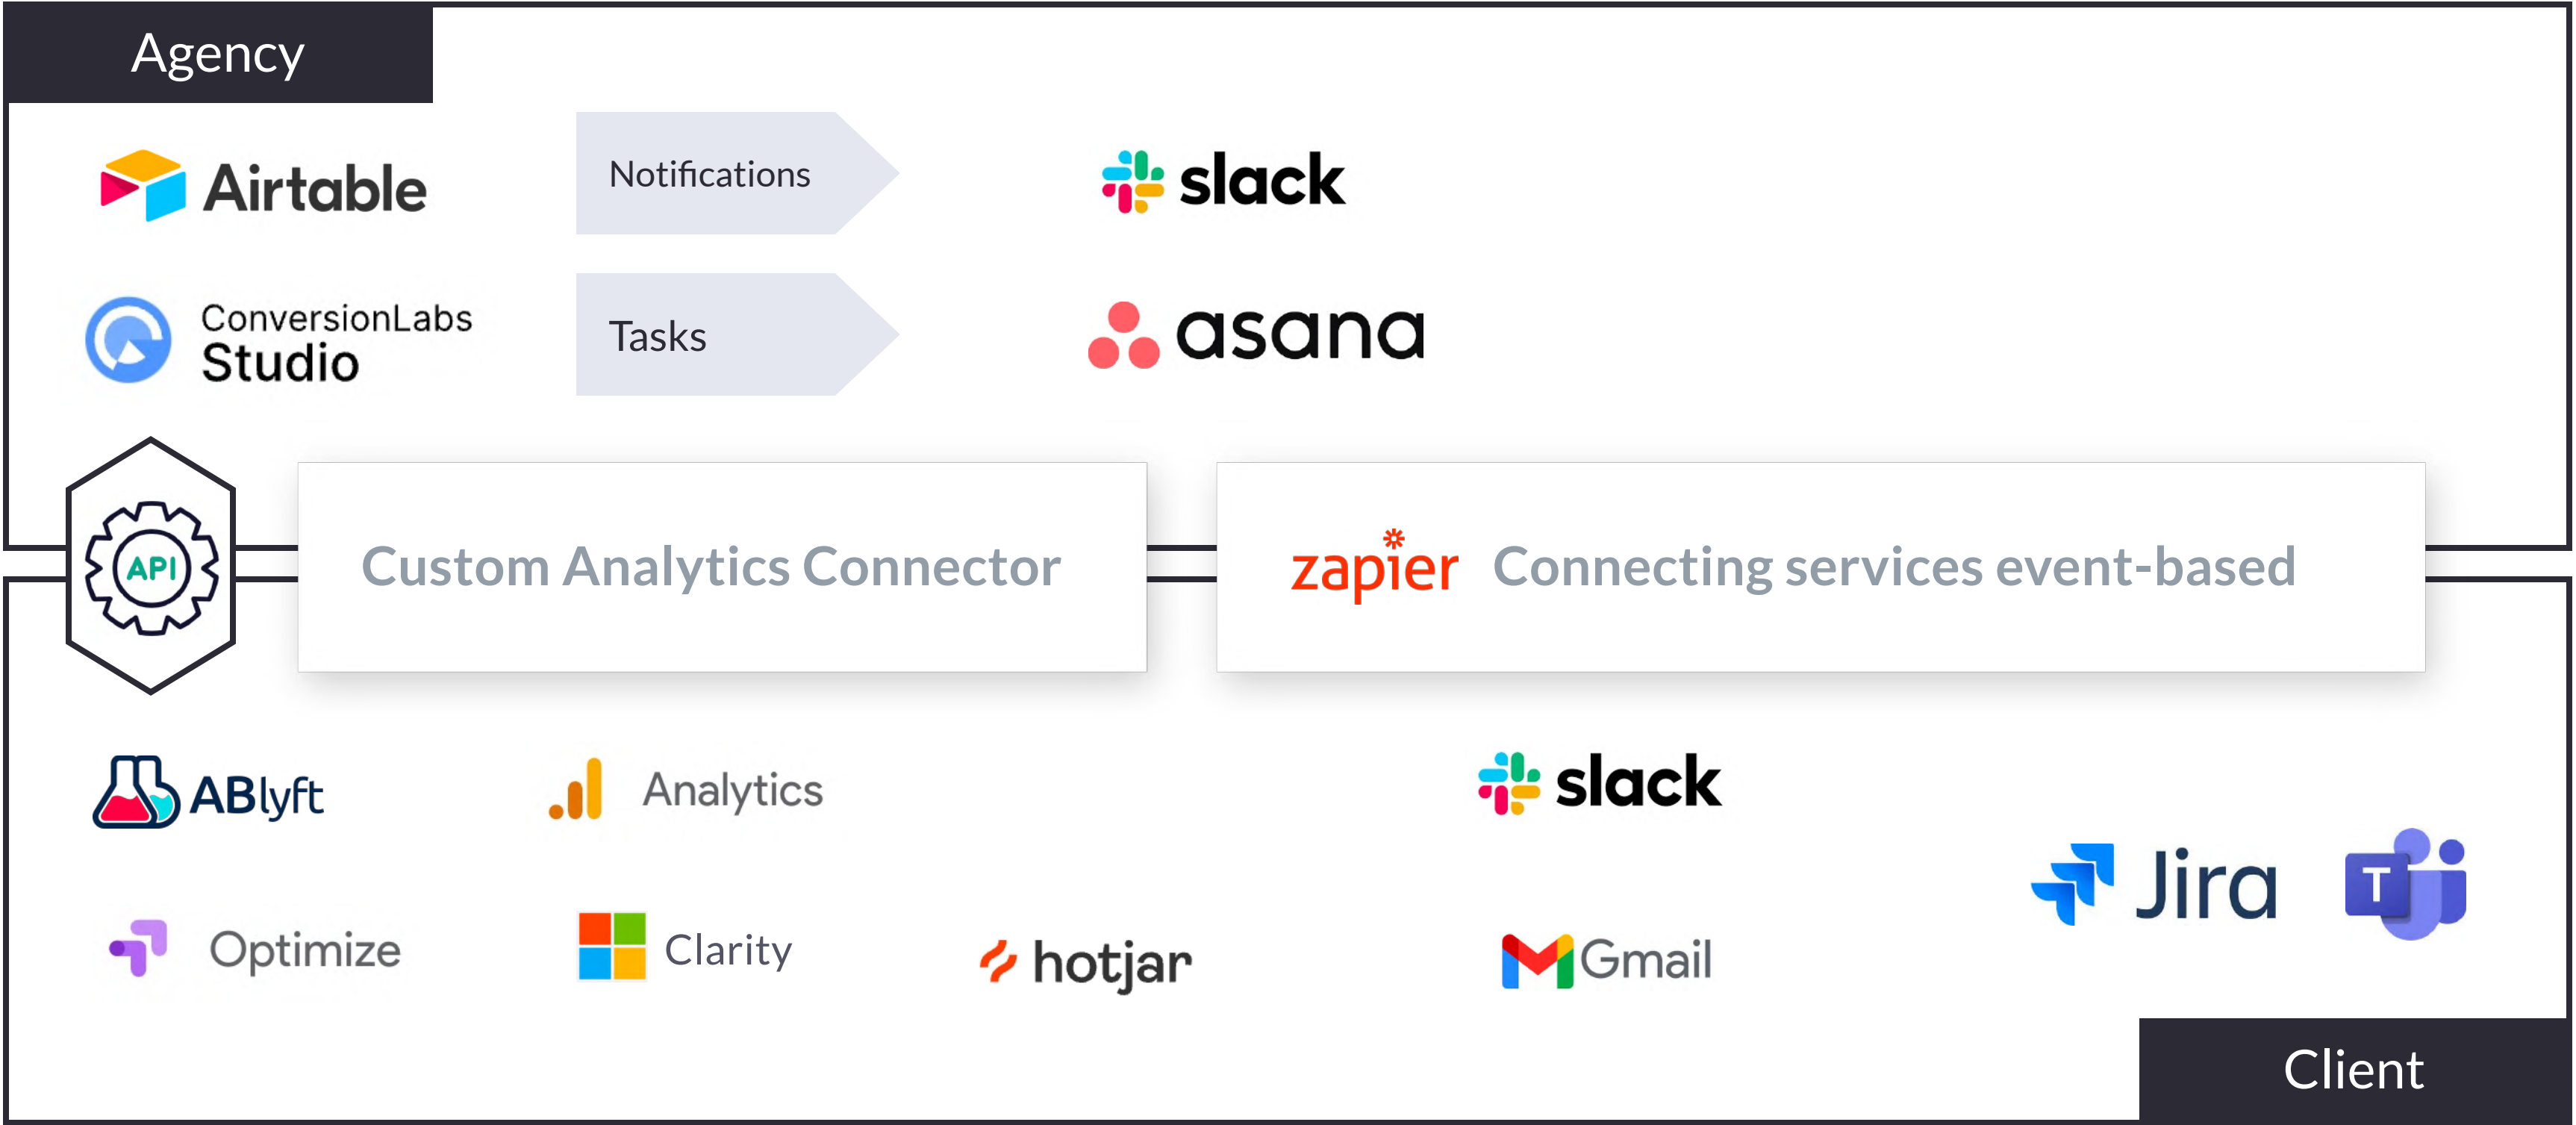 Agency
Airtable
Notifications
slack
ConversionLabs
Studio
Tasks
asana
API
Custom Analytics Connector
zapier
Connecting services event-based
ABlyft
Analytics
slack
Optimize
Clarity
hotjar
Gmail
Jira
T
Client